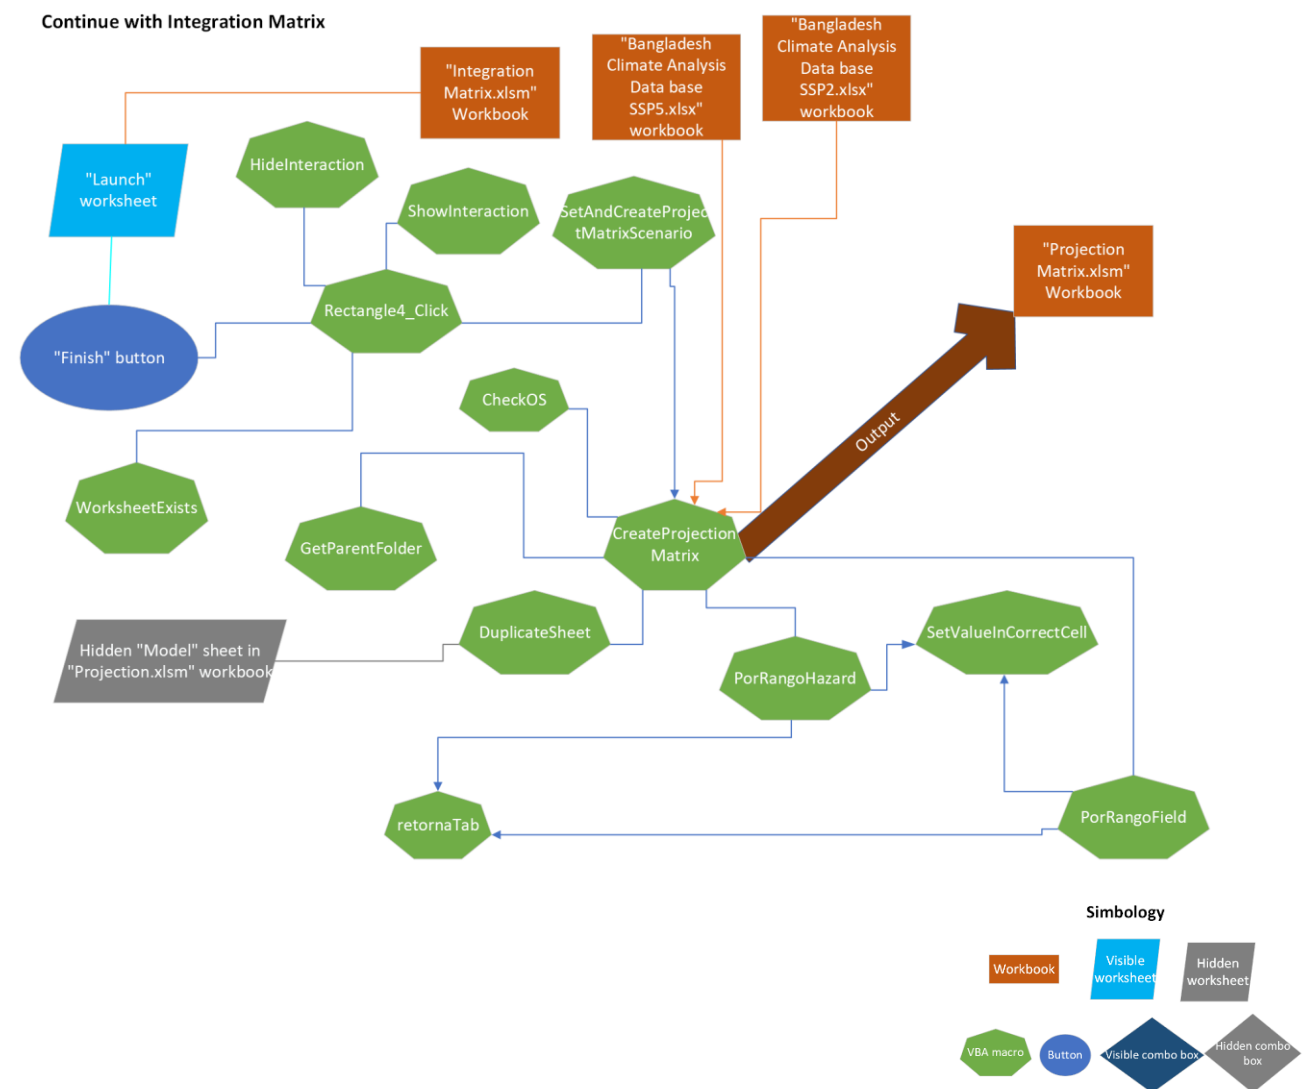 Continue with Integration Matrix
"Integration
Matrix.xlsm"
Workbook
"Bangladesh
Climate Analysis
Data base
SSP5.xlsx"
workbook
"Bangladesh
Climate Analysis
Data base
SSP2.xlsx"
workbook
"Launch"
worksheet
HideInteraction
ShowInteraction
SetAndCreateProjec
tMatrixScenario
"Projection
Matrix.xlsm"
Workbook
Rectangle4_Click
"Finish" button
CheckOS
Output
WorksheetExists
GetParentFolder
CreateProjection
Matrix
DuplicateSheet
SetValueInCorrectCell
Hidden "Model" sheet in
"Projection.xlsm" workbook
PorRangoHazard
retornaTab
PorRangoField
Simbology
Workbook
Visible
worksheet
Hidden
worksheet
VBA macro
Button
Visible combo box
Hidden combo
box